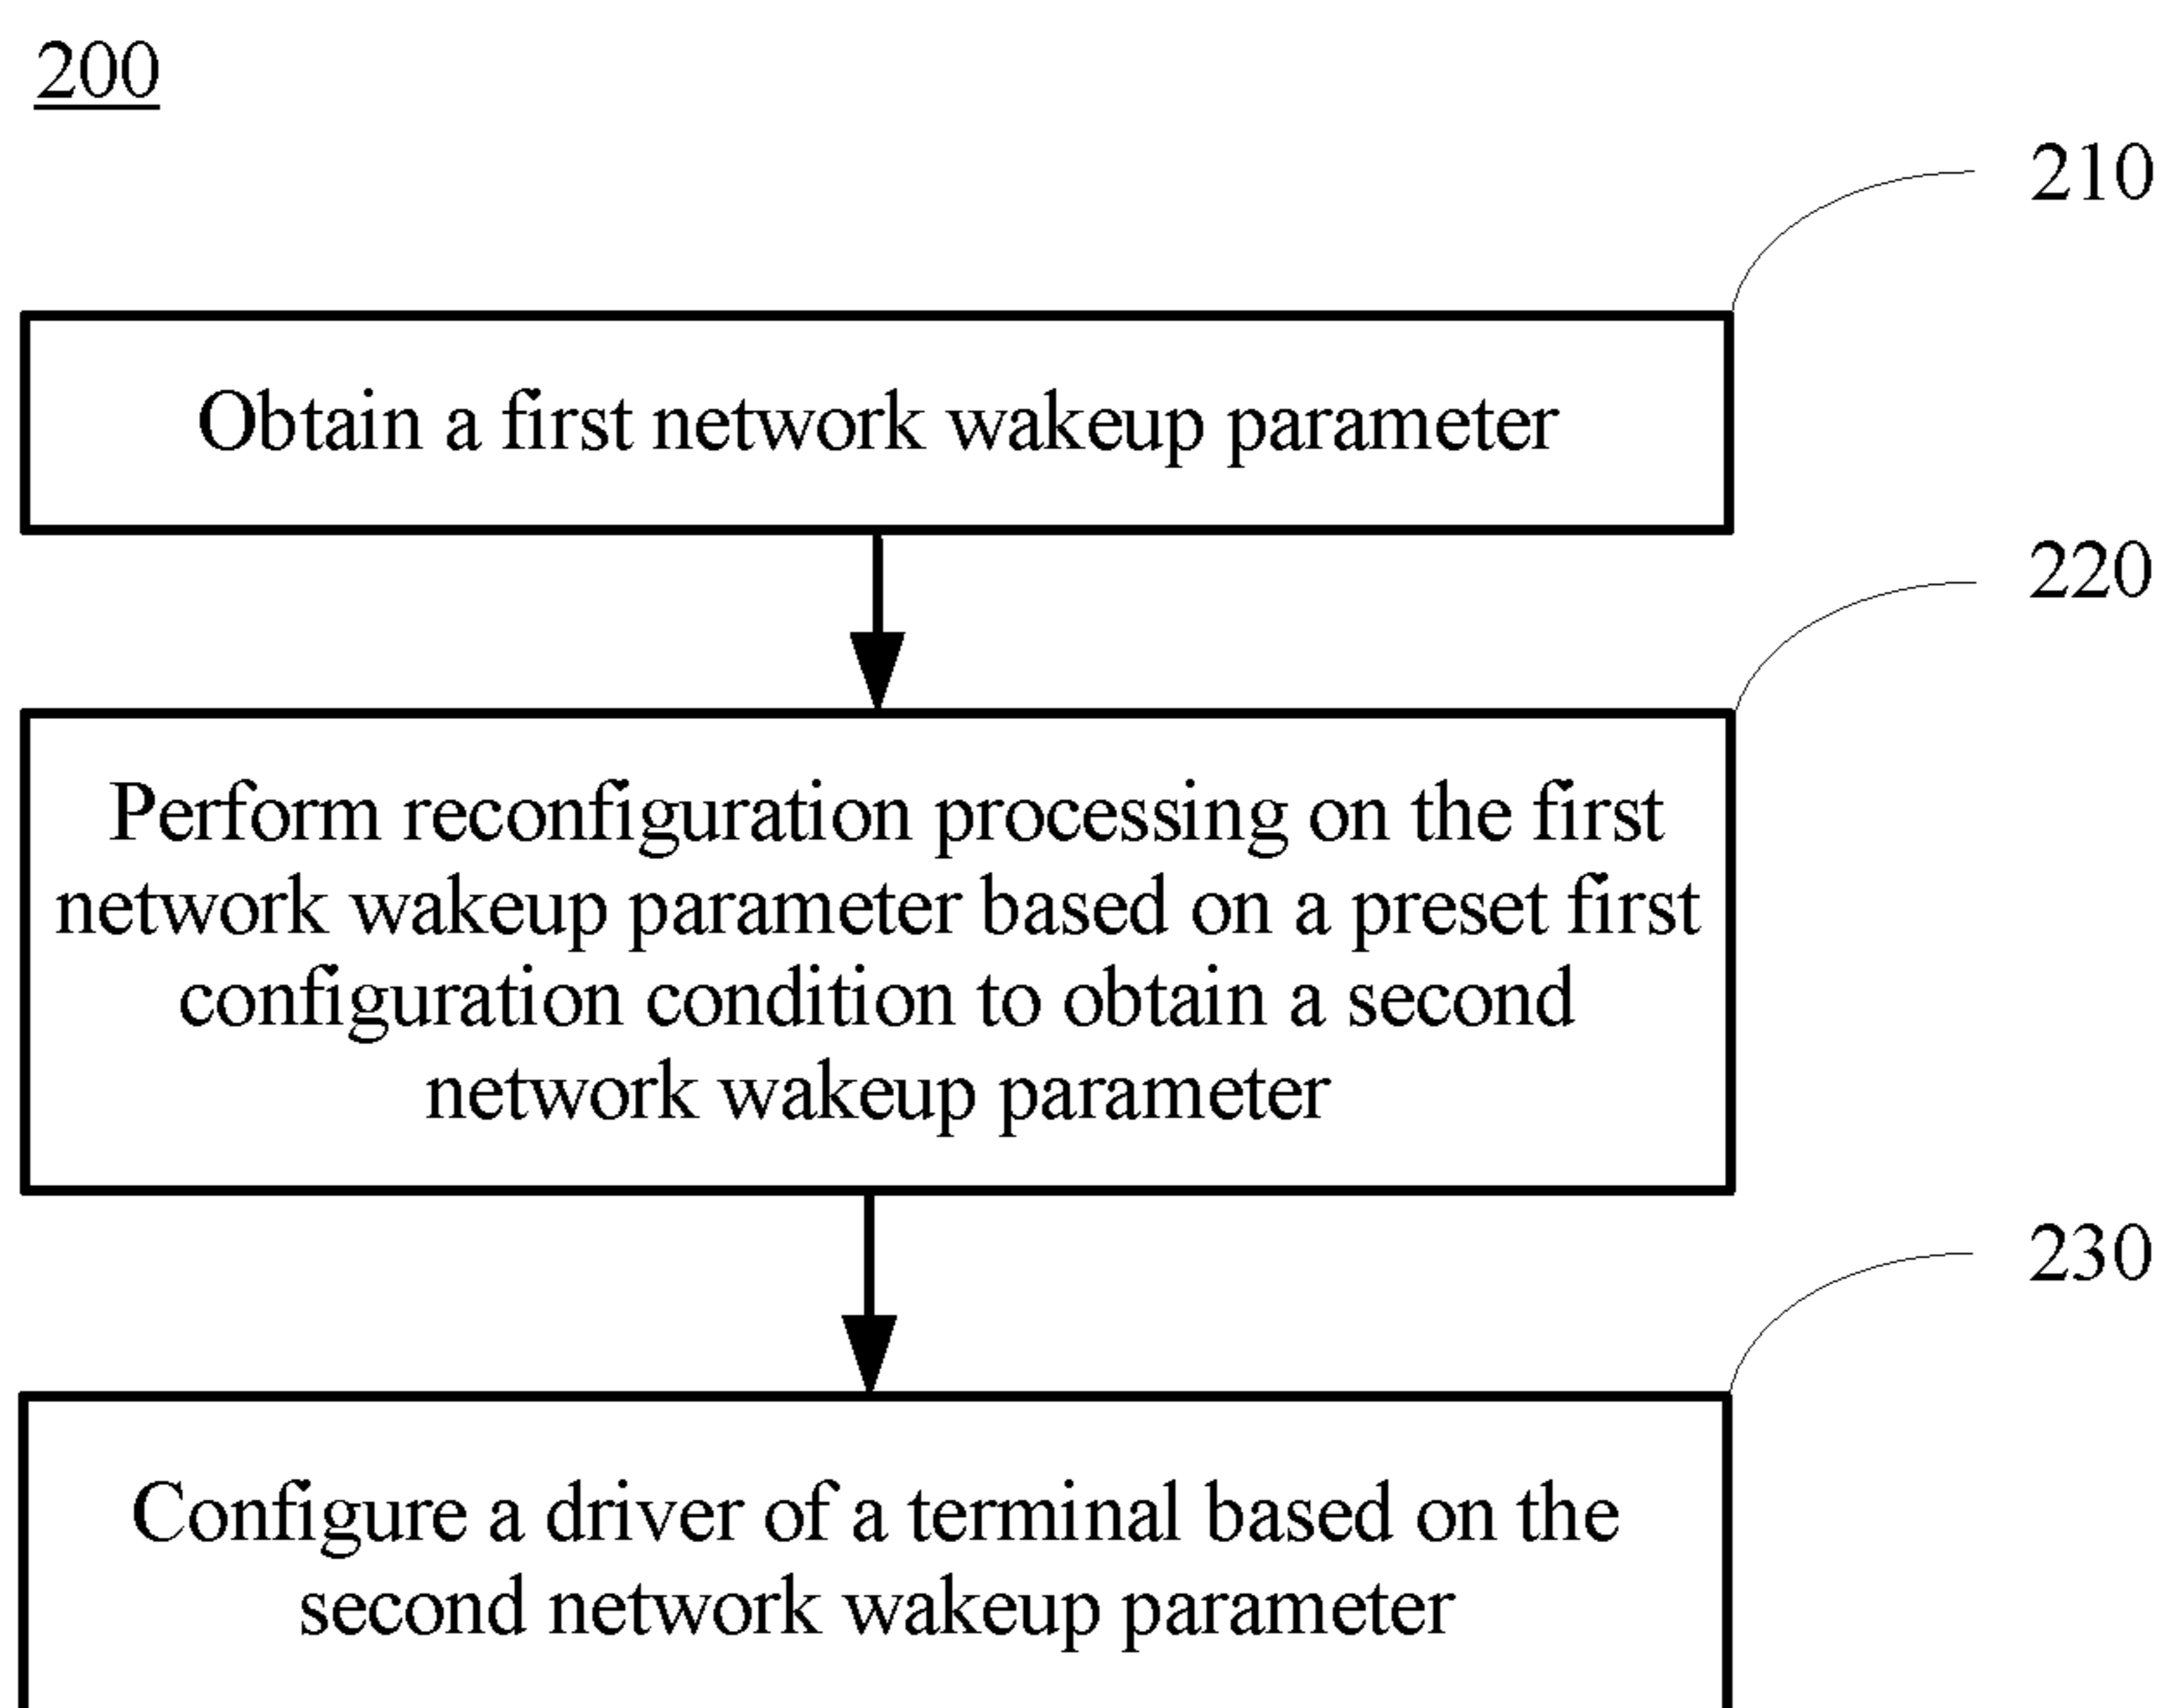 200
210
Obtain a first network wakeup parameter
220
Perform reconfiguration processing on the first
network wakeup parameter based on a preset first
configuration condition to obtain a second
network wakeup parameter
230
Configure a driver of a terminal based on the
second network wakeup parameter